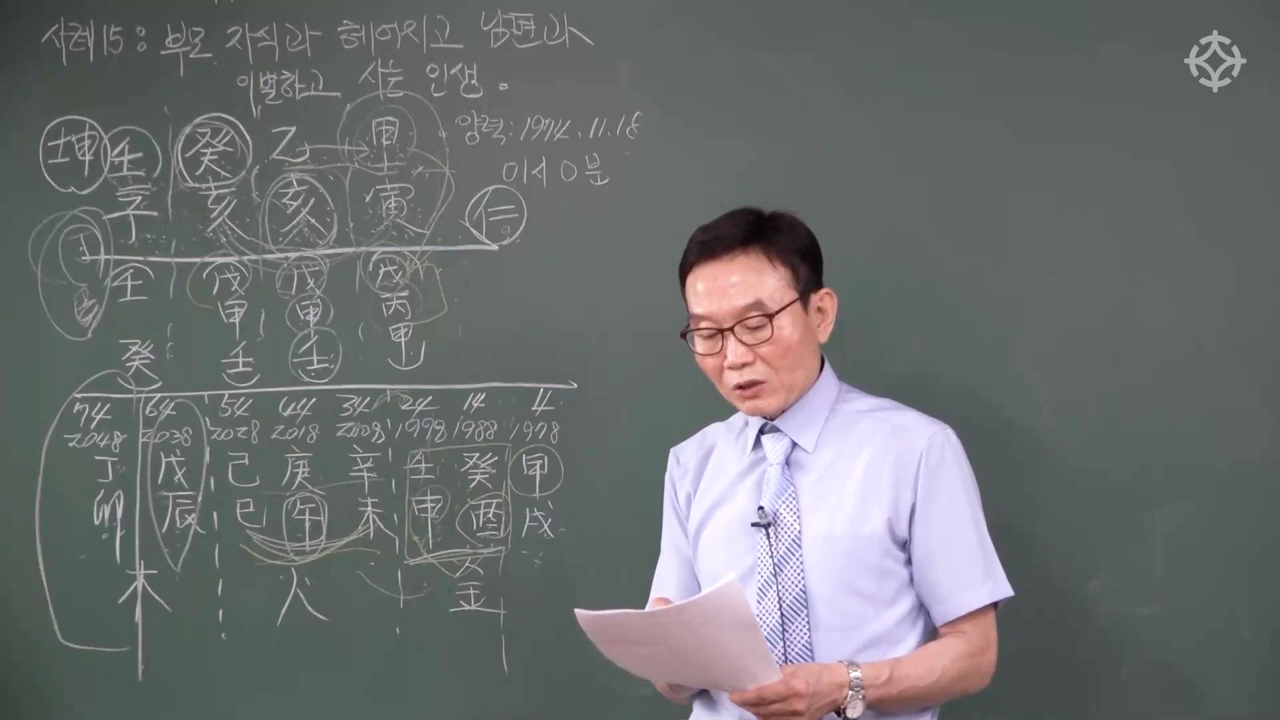 사례15: 부모 자식과 헤어지고 남편과
이별하고 사는 인생.
坤 壬 癸 乙 甲 양력: 1974. 11. 18
子 亥 亥 寅 仁 0시 0분
壬 戊 戊 戊
甲 甲 丙
癸 壬 壬 甲
74 64 54 44 34 24 14 4
2048 2038 2028 2018 2008 1998 1988 1978
丁 戊 己 庚 辛 壬 癸 甲
卯 辰 巳 午 未 申 酉 戌
木 火 金